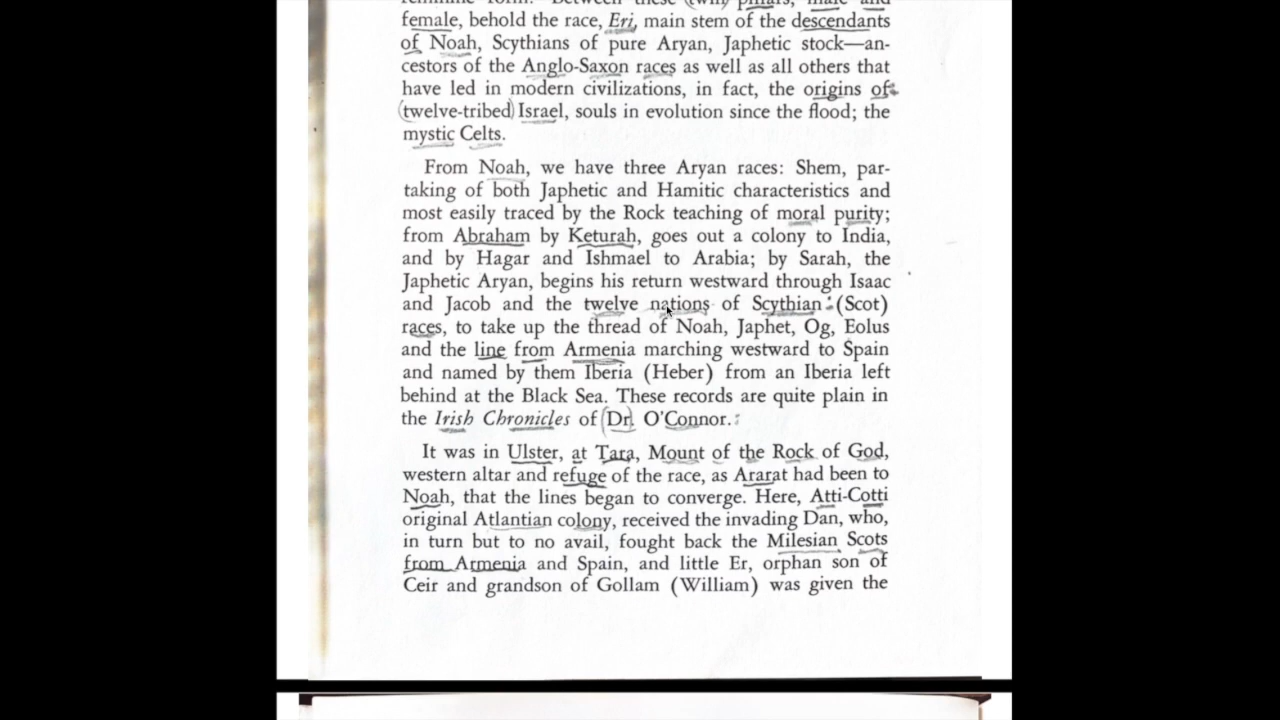 female, behold the race, Eri, main stem of the descendants
of Noah, Scythians of pure Aryan, Japhetic stock—an-
cestors of the Anglo-Saxon races as well as all others that
have led in modern civilizations, in fact, the origins of
(twelve-tribed) Israel, souls in evolution since the flood; the
mystic Celts.
From Noah, we have three Aryan races: Shem, par-
taking of both Japhetic and Hamitic characteristics and
most easily traced by the Rock teaching of moral purity;
from Abraham by Keturah, goes out a colony to India,
and by Hagar and Ishmael to Arabia; by Sarah, the
Japhetic Aryan, begins his return westward through Isaac
and Jacob and the twelve nations of Scythian (Scot)
races, to take up the thread of Noah, Japhet, Og, Eolus
and the line from Armenia marching westward to Spain
and named by them Iberia (Heber) from an Iberia left
behind at the Black Sea. These records are quite plain in
the Irish Chronicles of Dr. O'Connor.
It was in Ulster, at Tara, Mount of the Rock of God,
western altar and refuge of the race, as Ararat had been to
Noah, that the lines began to converge. Here, Atti-Cotti
original Atlantian colony, received the invading Dan, who,
in turn but to no avail, fought back the Milesian Scots
from Armenia and Spain, and little Er, orphan son of
Ceir and grandson of Gollam (William) was given the